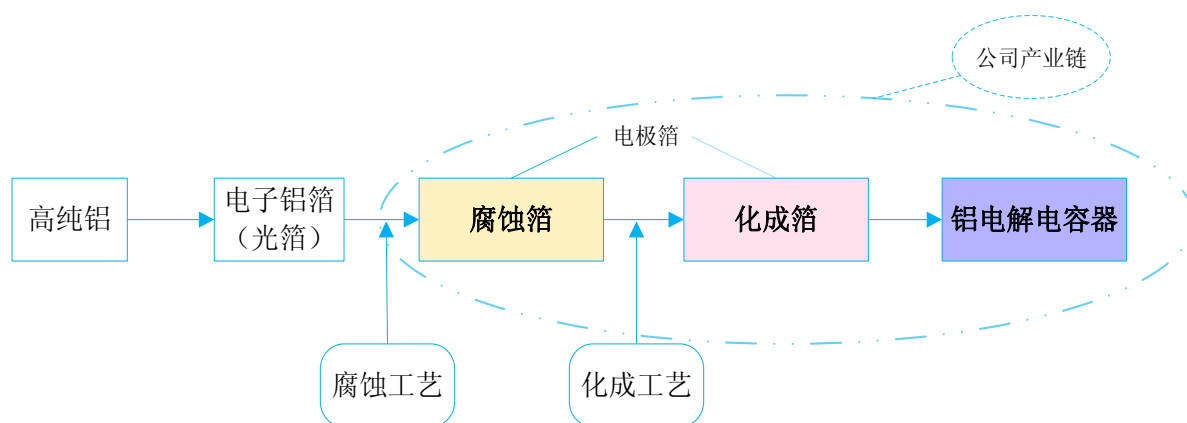 公司产业链
电极箔
高纯铝
电子铝箔
（光箔）
腐蚀箔
化成箔
铝电解电容器
腐蚀工艺
化成工艺